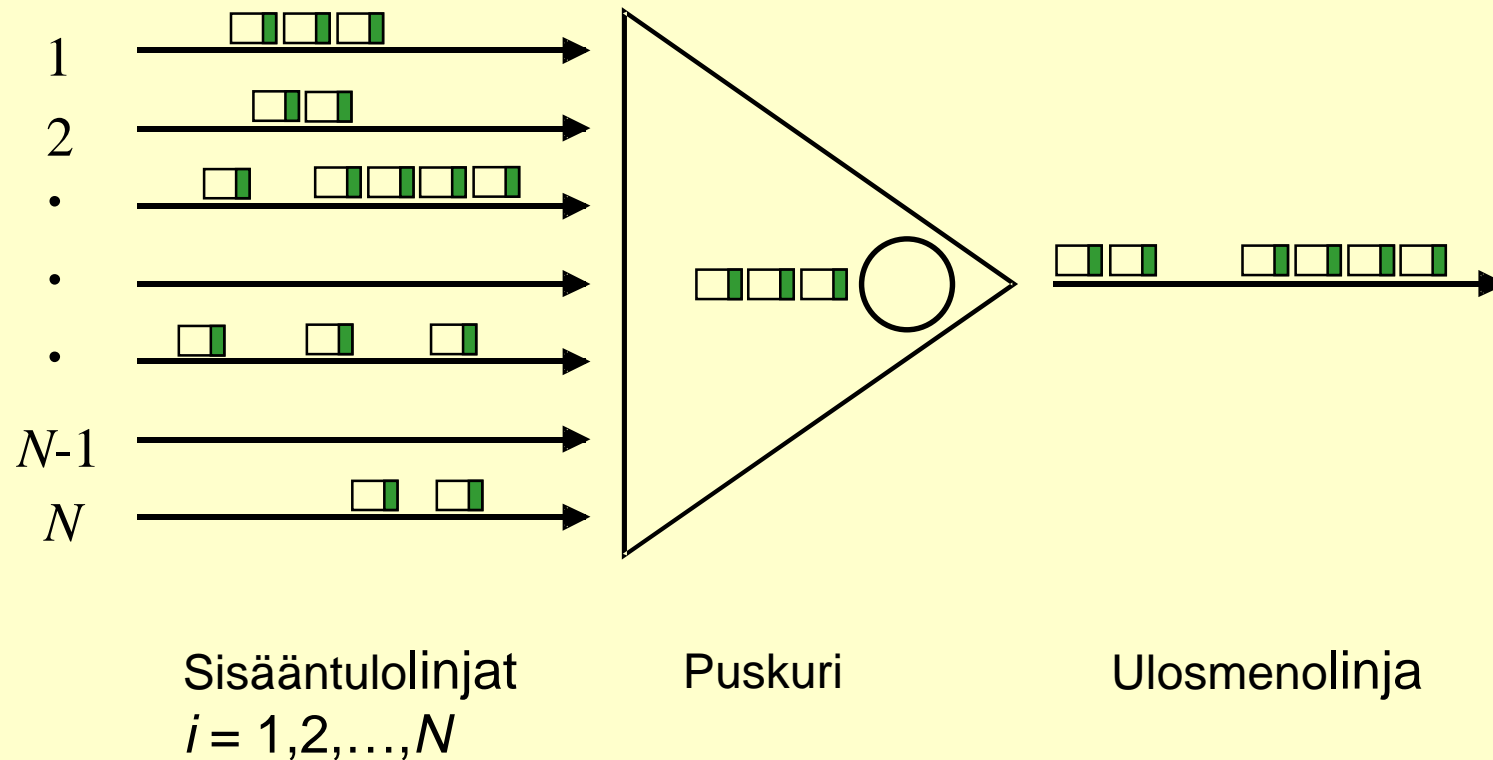 1
2
•
•
•
N-1
N
Sisääntulolinjat
i = 1,2,…,N
Puskuri
Ulosmenolinja